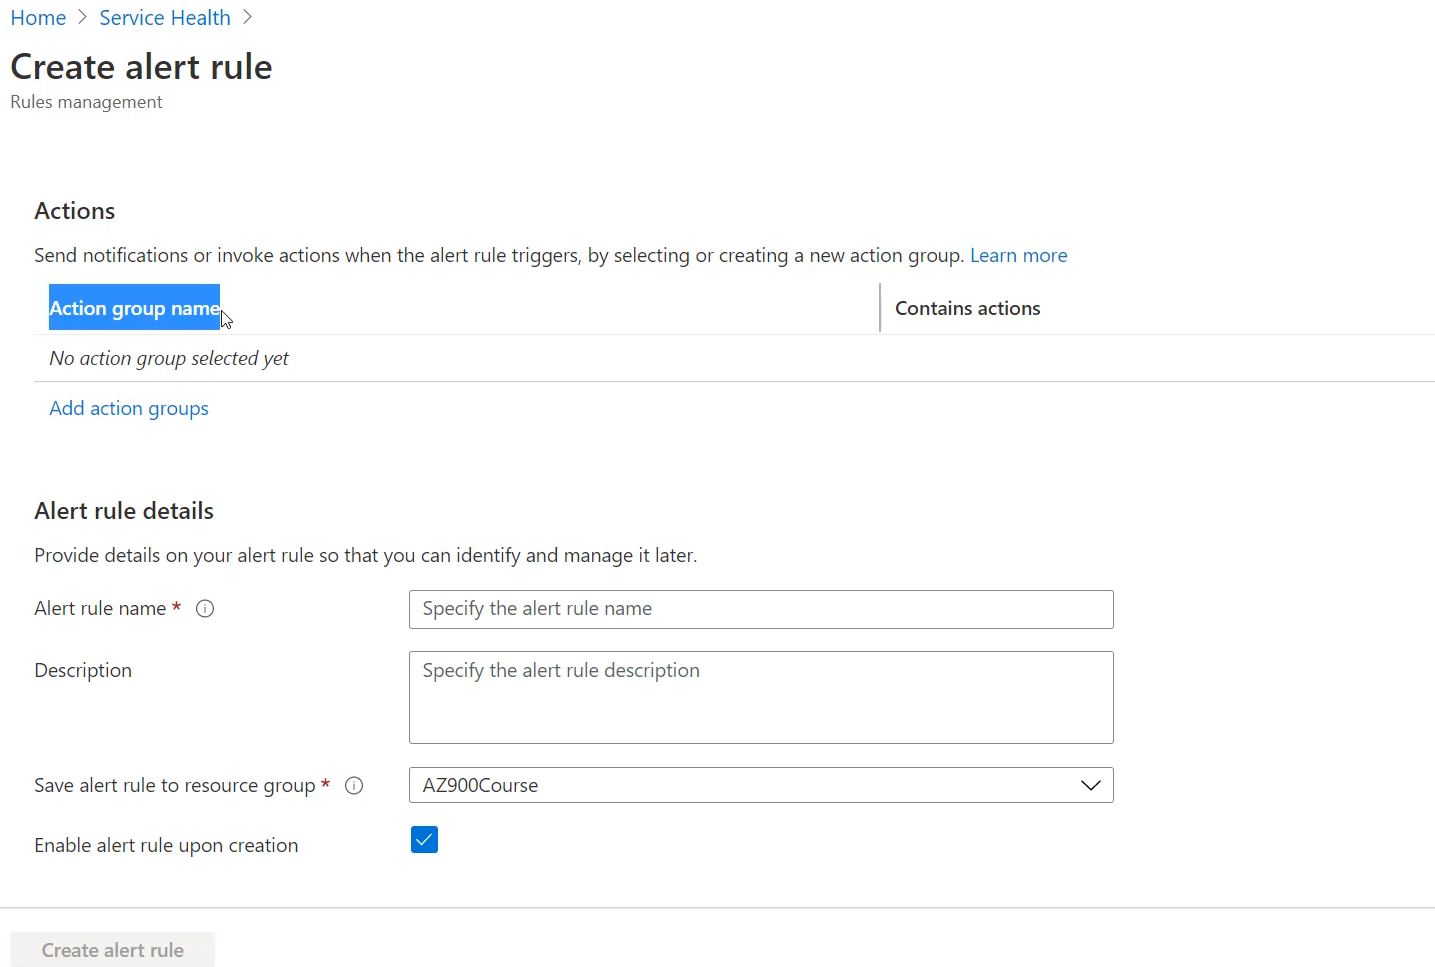 Home > Service Health >
Create alert rule
Rules management
Actions
Send notifications or invoke actions when the alert rule triggers, by selecting or creating a new action group. Learn more
Action group name Contains actions
No action group selected yet
Add action groups
Alert rule details
Provide details on your alert rule so that you can identify and manage it later.
Alert rule name * Specify the alert rule name
Description Specify the alert rule description
Save alert rule to resource group * AZ900Course
Enable alert rule upon creation
Create alert rule